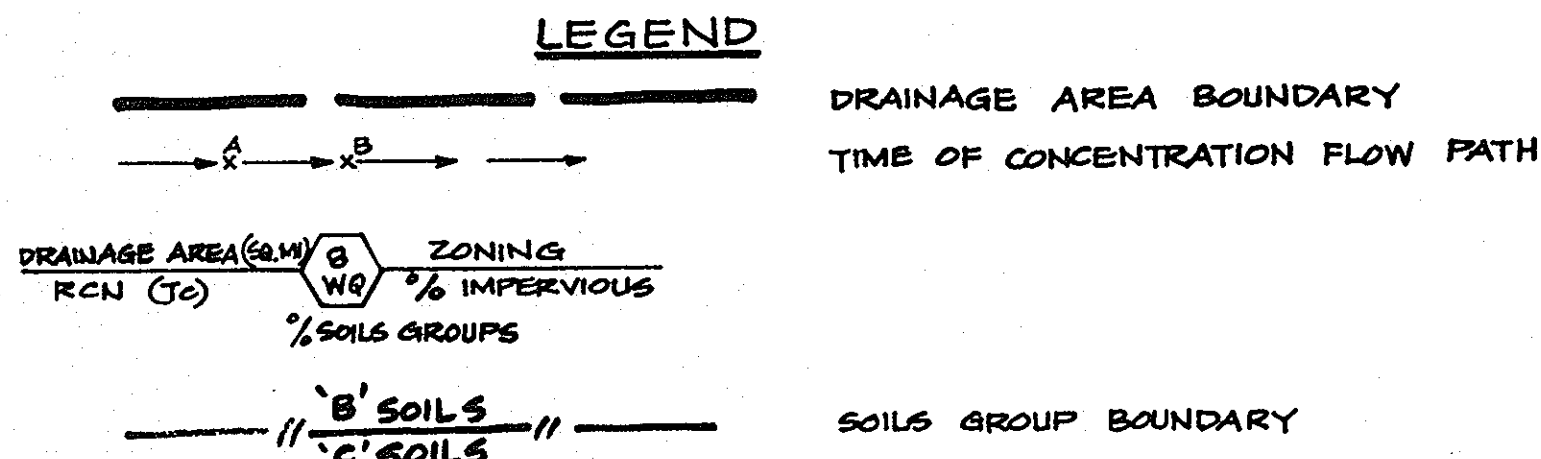 LEGEND
DRAINAGE AREA BOUNDARY
A B
TIME OF CONCENTRATION FLOW PATH
DRAINAGE AREA (SQ.MI) 8 ZONING
RCN (Tc) WQ % IMPERVIOUS
% SOILS GROUPS
'B' SOILS
SOILS GROUP BOUNDARY
'C' SOILS